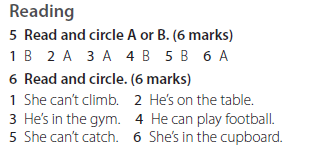 Reading
5 Read and circle A or B. (6 marks)
1 B 2 A 3 A 4 B 5 B 6 A
6 Read and circle. (6 marks)
1 She can't climb. 2 He's on the table.
3 He's in the gym. 4 He can play football.
5 She can't catch. 6 She's in the cupboard.